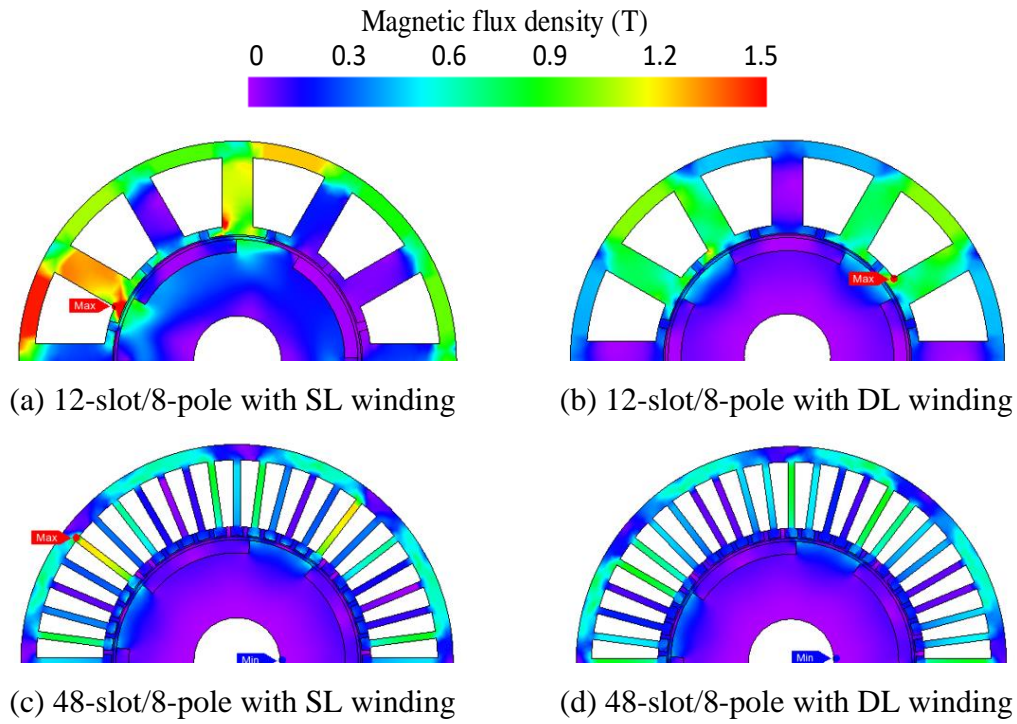 Magnetic flux density (T)
0 0.3 0.6 0.9 1.2 1.5
Max
Max
(a) 12-slot/8-pole with SL winding
(b) 12-slot/8-pole with DL winding
Max
Min
Min
(c) 48-slot/8-pole with SL winding
(d) 48-slot/8-pole with DL winding